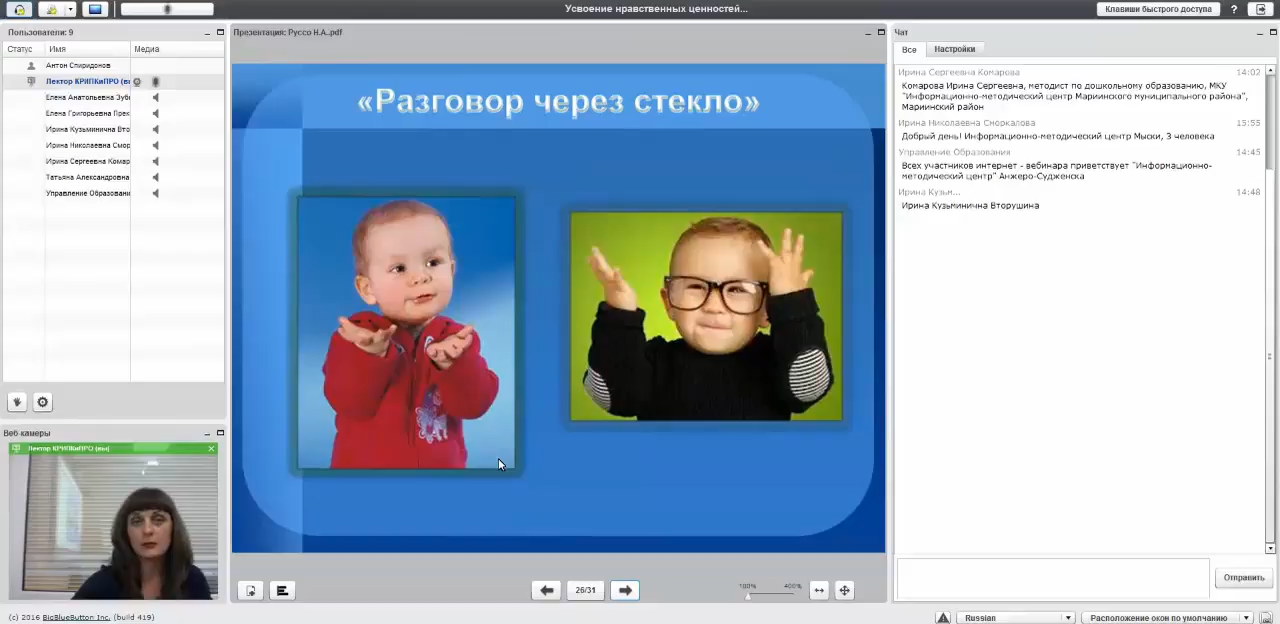 Усвоение нравственных ценностей...
Клавиши быстрого доступа
?
Пользователи: 9
Статус Имя Медиа
Антон Спиридонов
Лектор КРИПКиПРО (вы
Елена Анатольевна Зуб
Елена Григорьевна Прек
Ирина Кузьминична Вто
Ирина Николаевна Смор
Ирина Сергеевна Комар
Татьяна Александровна
Управление Образовани
Веб камеры
Лектор КРИПКиПРО (вы)
Презентация: Руссо Н.А..pdf
«Разговор через стекло»
26/31
100% 400%
Чат
Все Настройки
Ирина Сергеевна Комарова 14:02
Комарова Ирина Сергеевна, методист по дошкольному образованию, МКУ
"Информационно-методический центр Мариинского муниципального района",
Мариинский район
Ирина Николаевна Сморкалова 15:55
Добрый день! Информационно-методический центр Мыски, 3 человека
Управление Образования 14:45
Всех участников интернет - вебинара приветствует "Информационно-
методический центр" Анжеро-Судженска
Ирина Кузьм... 14:48
Ирина Кузьминична Вторушина
Отправить
(c) 2016 BigBlueButton Inc. (build 419)
Russian
Расположение окон по умолчанию